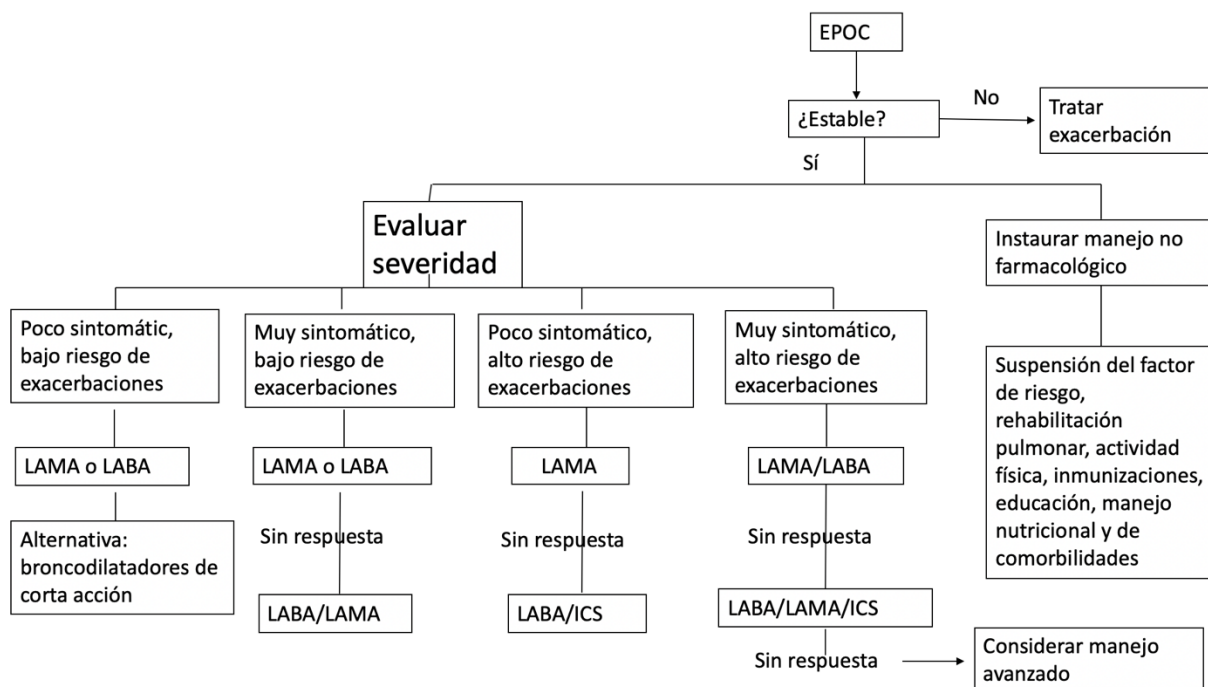 EPOC
¿Estable?
No
Tratar
exacerbación
Sí
Evaluar
severidad
Instaurar manejo no
farmacológico
Poco sintomátic,
bajo riesgo de
exacerbaciones
Muy sintomático,
bajo riesgo de
exacerbaciones
Poco sintomático,
alto riesgo de
exacerbaciones
Muy sintomático,
alto riesgo de
exacerbaciones
Suspensión del factor
de riesgo,
rehabilitación
pulmonar, actividad
física, inmunizaciones,
educación, manejo
nutricional y de
comorbilidades
LAMA o LABA
LAMA o LABA
LAMA
LAMA/LABA
Alternativa:
broncodilatadores de
corta acción
Sin respuesta
Sin respuesta
Sin respuesta
LABA/LAMA
LABA/ICS
LABA/LAMA/ICS
Sin respuesta
Considerar manejo
avanzado